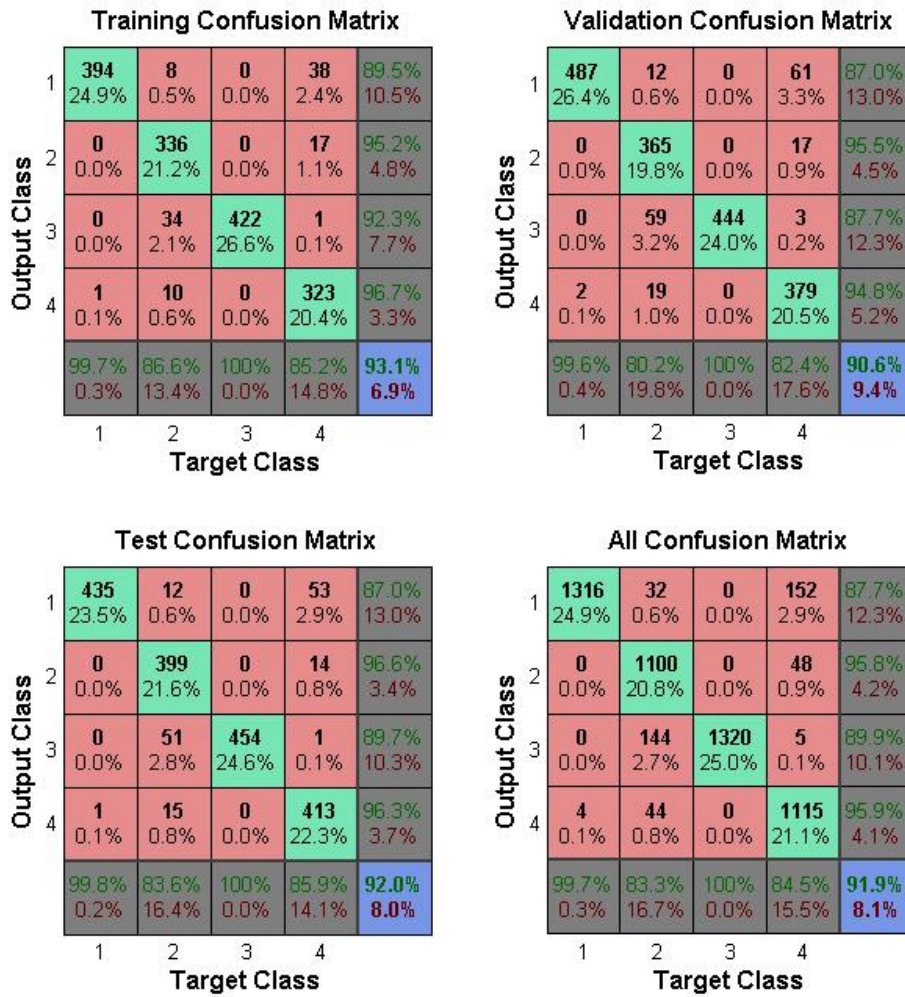 Training Confusion Matrix
Output Class
1
394 8 0 38 89.5%
24.9% 0.5% 0.0% 2.4% 10.5%
2
0 336 0 17 95.2%
0.0% 21.2% 0.0% 1.1% 4.8%
3
0 34 422 1 92.3%
0.0% 2.1% 26.6% 0.1% 7.7%
4
1 10 0 323 96.7%
0.1% 0.6% 0.0% 20.4% 3.3%
99.7% 86.6% 100% 85.2% 93.1%
0.3% 13.4% 0.0% 14.8% 6.9%
1 2 3 4
Target Class
Validation Confusion Matrix
Output Class
1
487 12 0 61 87.0%
26.4% 0.6% 0.0% 3.3% 13.0%
2
0 365 0 17 95.5%
0.0% 19.8% 0.0% 0.9% 4.5%
3
0 59 444 3 87.7%
0.0% 3.2% 24.0% 0.2% 12.3%
4
2 19 0 379 94.8%
0.1% 1.0% 0.0% 20.5% 5.2%
99.6% 80.2% 100% 82.4% 90.6%
0.4% 19.8% 0.0% 17.6% 9.4%
1 2 3 4
Target Class
Test Confusion Matrix
Output Class
1
435 12 0 53 87.0%
23.5% 0.6% 0.0% 2.9% 13.0%
2
0 399 0 14 96.6%
0.0% 21.6% 0.0% 0.8% 3.4%
3
0 51 454 1 89.7%
0.0% 2.8% 24.6% 0.1% 10.3%
4
1 15 0 413 96.3%
0.1% 0.8% 0.0% 22.3% 3.7%
99.8% 83.6% 100% 85.9% 92.0%
0.2% 16.4% 0.0% 14.1% 8.0%
1 2 3 4
Target Class
All Confusion Matrix
Output Class
1
1316 32 0 152 87.7%
24.9% 0.6% 0.0% 2.9% 12.3%
2
0 1100 0 48 95.8%
0.0% 20.8% 0.0% 0.9% 4.2%
3
0 144 1320 5 89.9%
0.0% 2.7% 25.0% 0.1% 10.1%
4
4 44 0 1115 95.9%
0.1% 0.8% 0.0% 21.1% 4.1%
99.7% 83.3% 100% 84.5% 91.9%
0.3% 16.7% 0.0% 15.5% 8.1%
1 2 3 4
Target Class